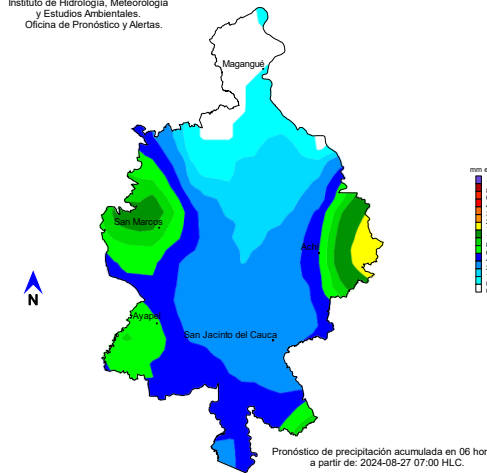 Instituto de Hidrología, Meteorología
y Estudios Ambientales.
Oficina de Pronóstico y Alertas.
Magangué
mm e
San Marcos
Ayapel
San Jacinto del Cauca
N
Pronóstico de precipitación acumulada en 06 hor
a partir de: 2024-08-27 07:00 HLC.